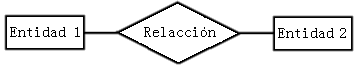 Entidad 1
Relacción
Entidad 2